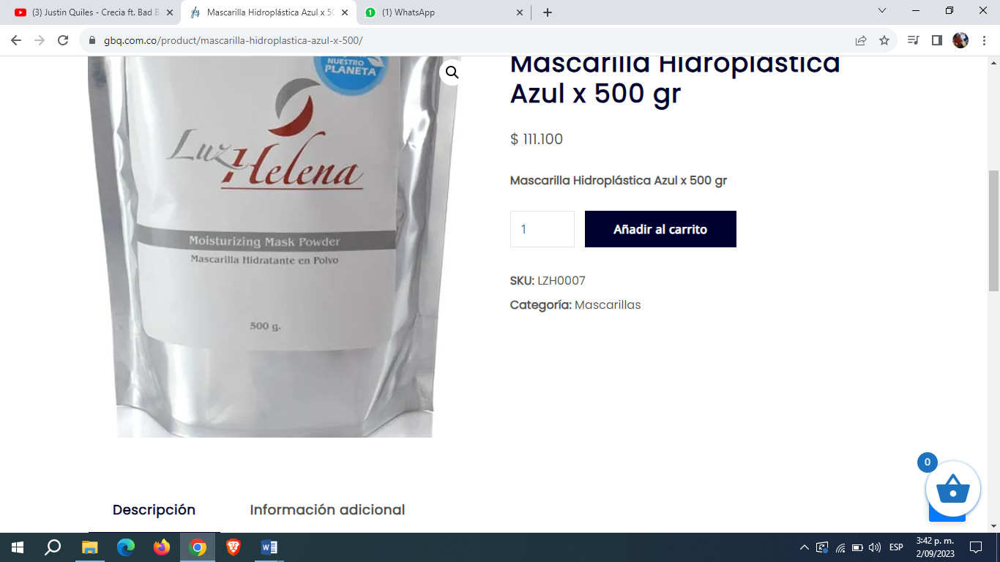 (3) Justin Quiles - Crecia ft. Bad B
Mascarilla Hidroplástica Azul x 50
(1) WhatsApp
gbq.com.co/product/mascarilla-hidroplastica-azul-x-500/
NUESTRO
PLANETA
Luz Helena
Moisturizing Mask Powder
Mascarilla Hidratante en Polvo
500 g.
Mascarilla Hidroplástica
Azul x 500 gr
$ 111.100
Mascarilla Hidroplástica Azul x 500 gr
1
Añadir al carrito
SKU: LZH0007
Categoría: Mascarillas
0
Descripción
Información adicional
ESP
3:42 p. m.
2/09/2023